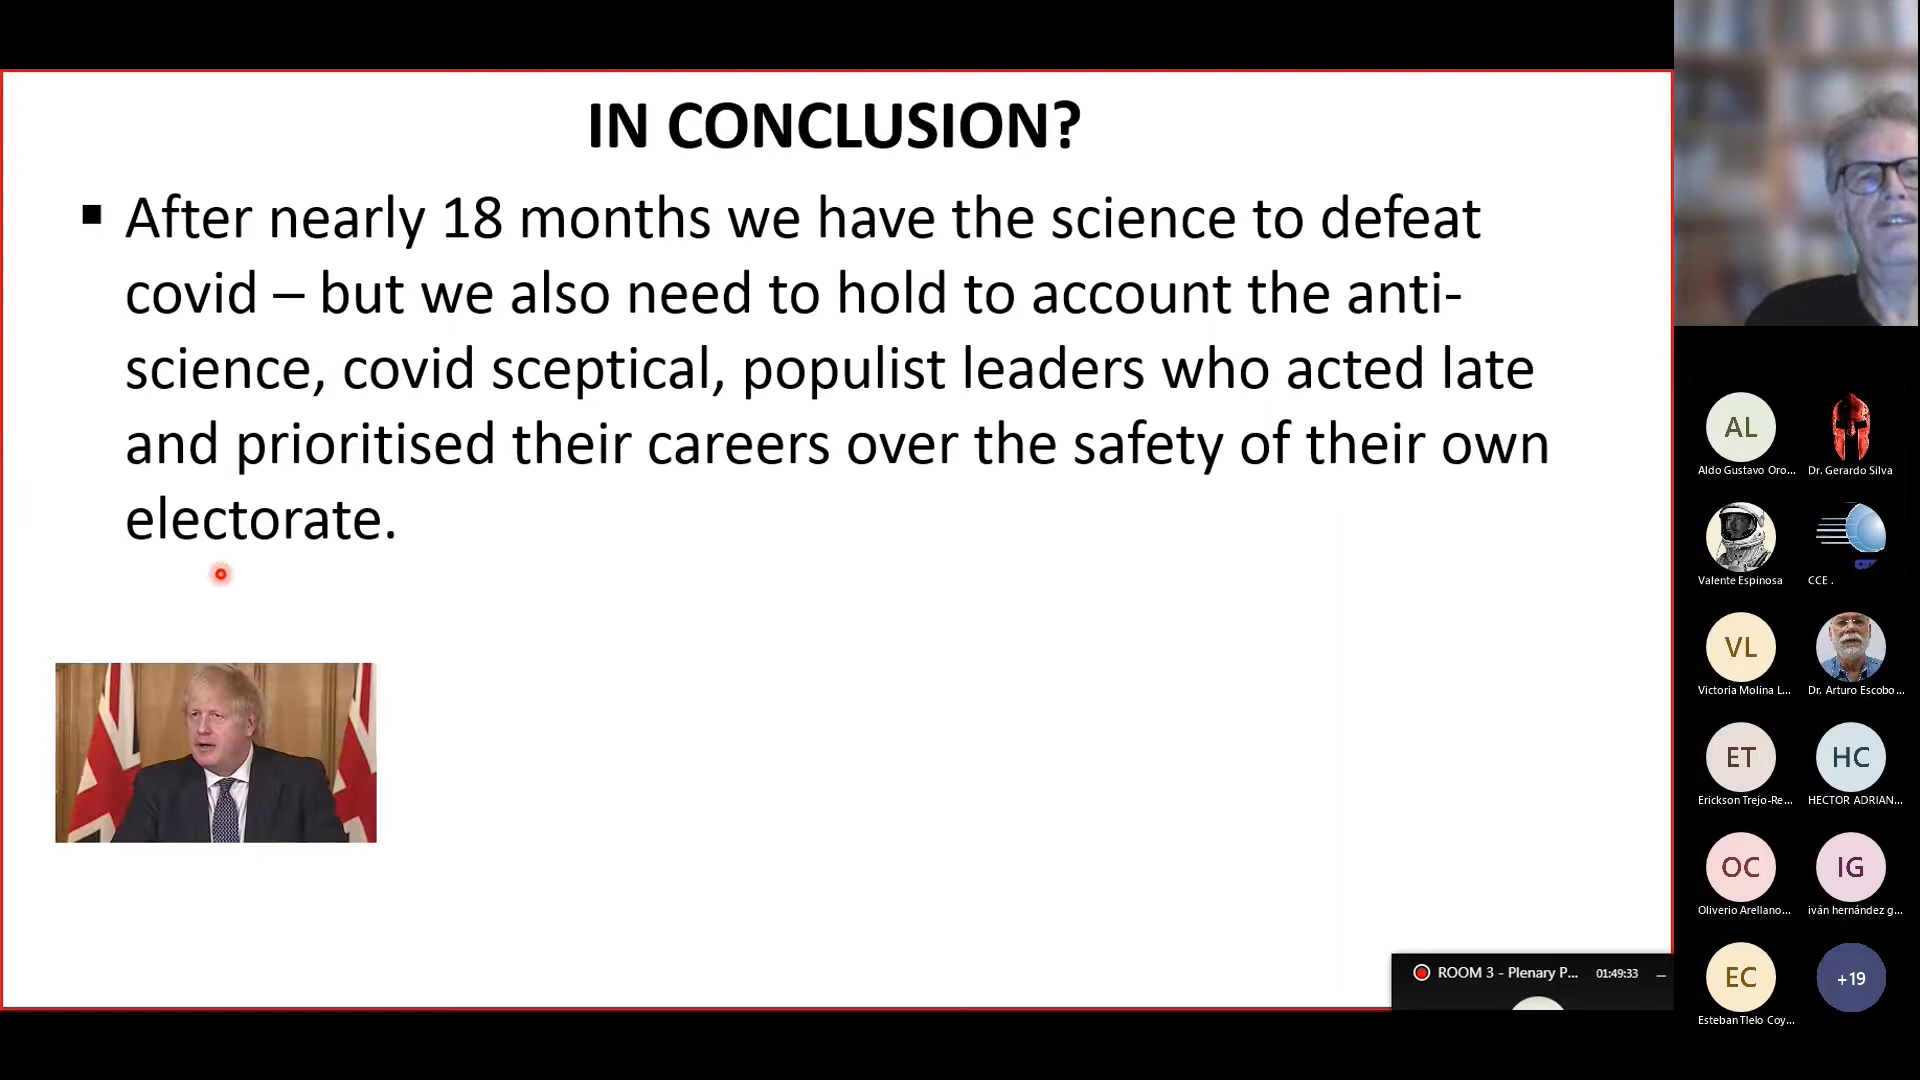 IN CONCLUSION?
▪ After nearly 18 months we have the science to defeat
covid – but we also need to hold to account the anti-
science, covid sceptical, populist leaders who acted late
and prioritised their careers over the safety of their own
electorate.
ROOM 3 - Plenary P... 01:49:33
AL
Aldo Gustavo Oro...
Dr. Gerardo Silva
Valente Espinosa
CCE .
VL
Victoria Molina L...
Dr. Arturo Escobo...
ET
Erickson Trejo-Re...
HC
HECTOR ADRIAN...
OC
Oliverio Arellano...
IG
iván hernández g...
EC
Esteban Tlelo Coy...
+19